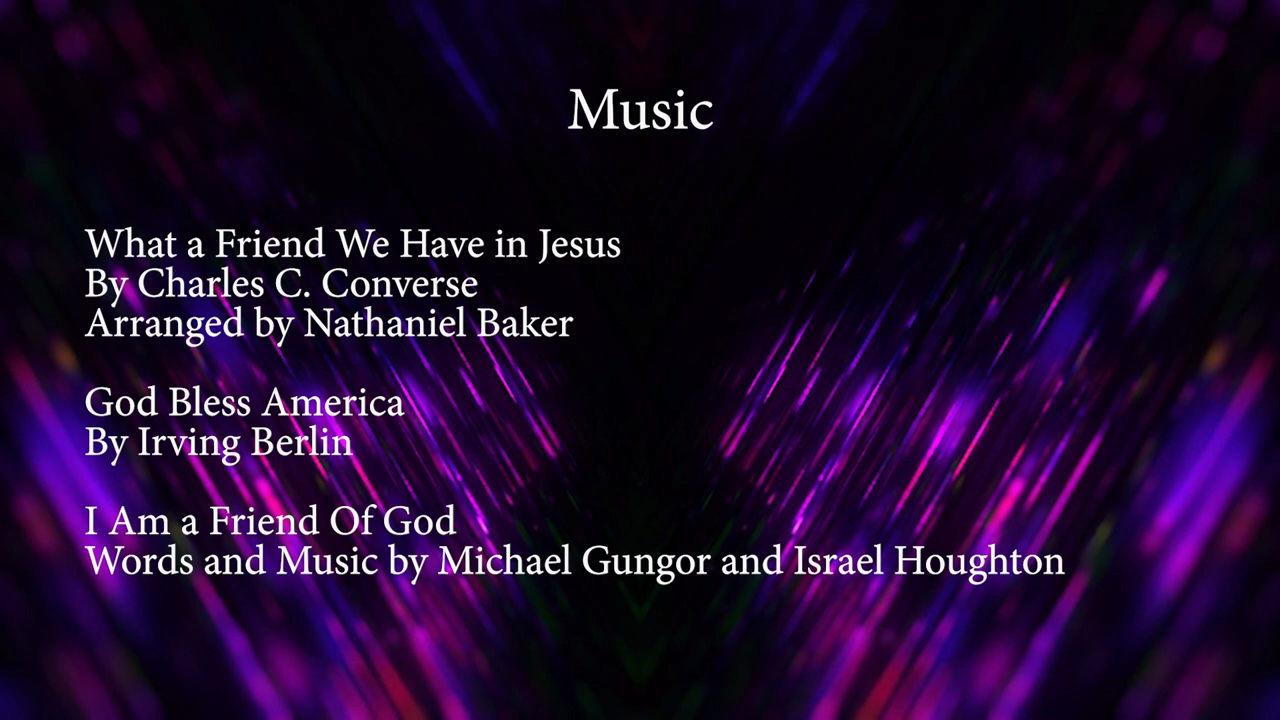 Music
What a Friend We Have in Jesus
By Charles C. Converse
Arranged by Nathaniel Baker
God Bless America
By Irving Berlin
I Am a Friend Of God
Words and Music by Michael Gungor and Israel Houghton